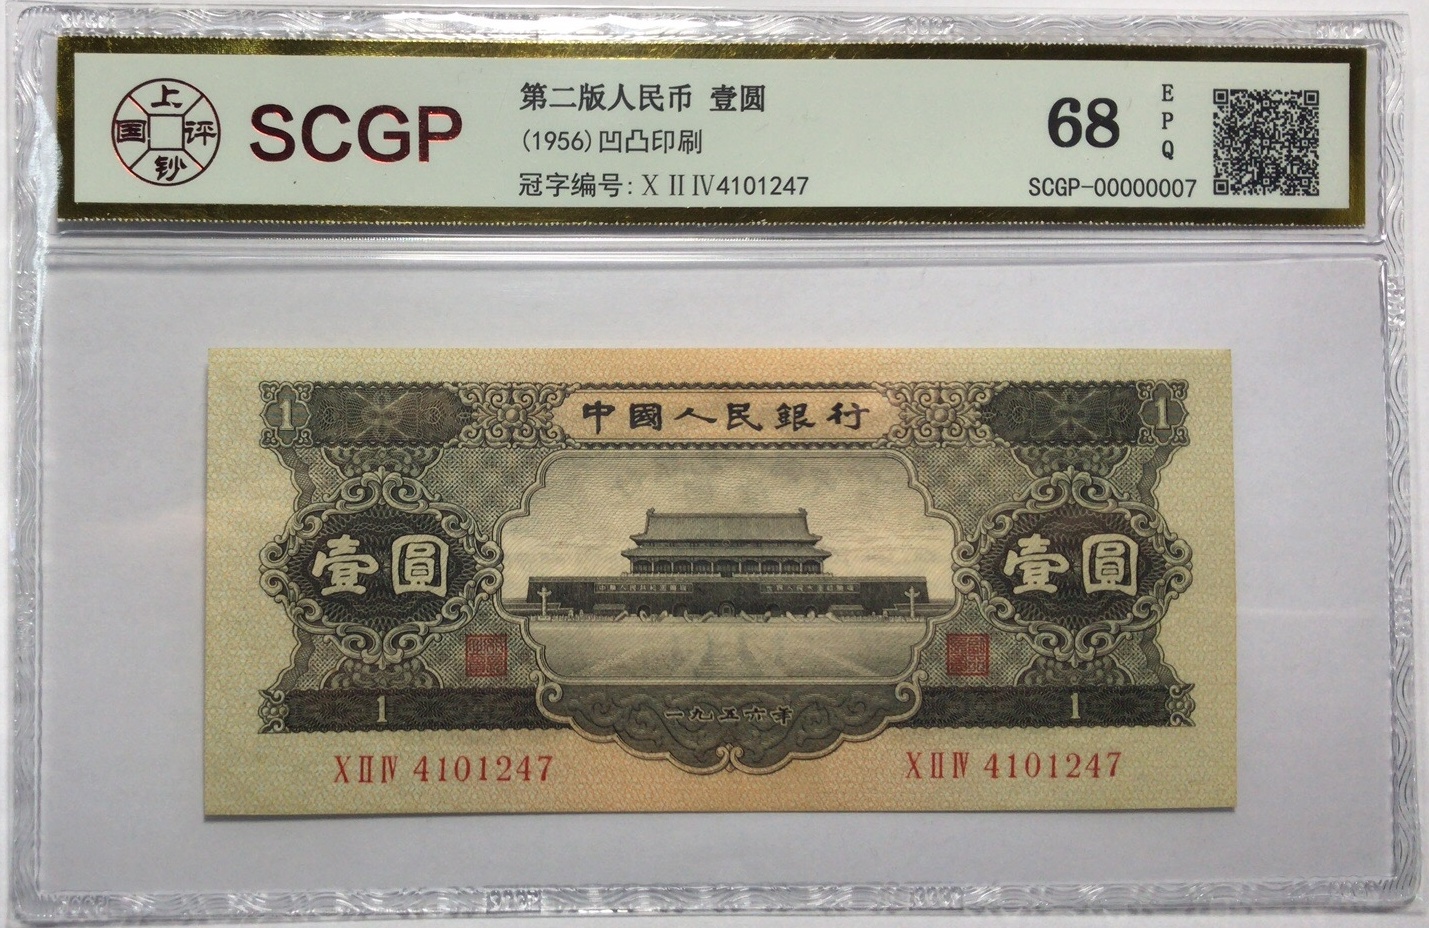 上
国 评
钞
SCGP
第二版人民币 壹圆
(1956)凹凸印刷
冠字编号: X II IV4101247
68
EPQ
SCGP-00000007
1 中國人民銀行 1
壹圓 壹圓
1 一九五六年 1
X II IV 4101247 X II IV 4101247